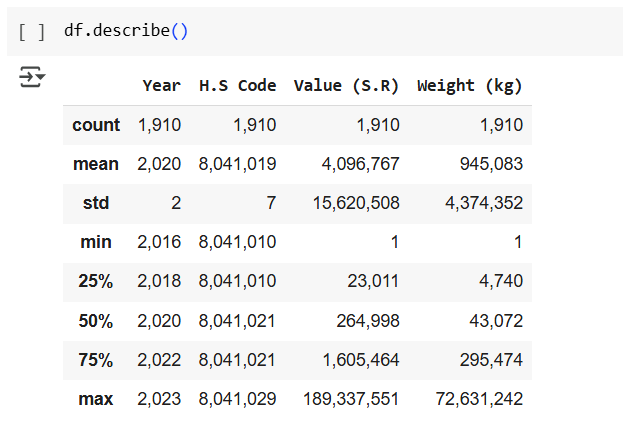 [ ] df.describe()
Year H.S Code Value (S.R) Weight (kg)
count 1,910 1,910 1,910 1,910
mean 2,020 8,041,019 4,096,767 945,083
std 2 7 15,620,508 4,374,352
min 2,016 8,041,010 1 1
25% 2,018 8,041,010 23,011 4,740
50% 2,020 8,041,021 264,998 43,072
75% 2,022 8,041,021 1,605,464 295,474
max 2,023 8,041,029 189,337,551 72,631,242